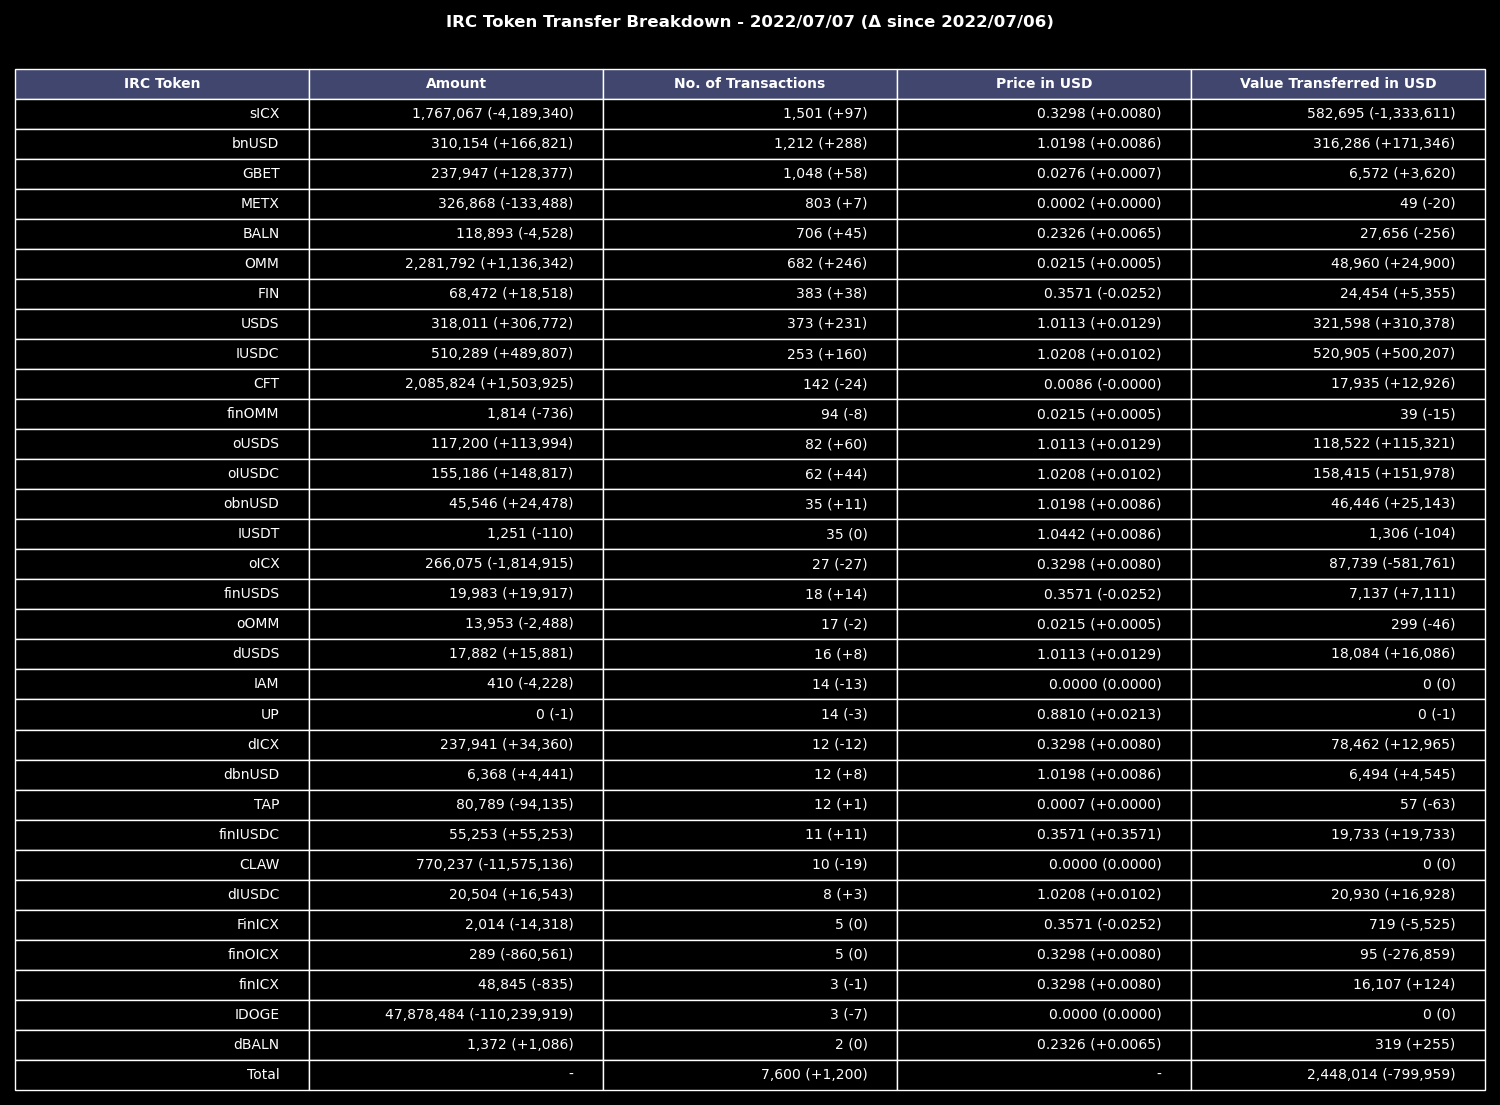 IRC Token Transfer Breakdown - 2022/07/07 (Δ since 2022/07/06)
IRC Token Amount No. of Transactions Price in USD Value Transferred in USD
sICX 1,767,067 (-4,189,340) 1,501 (+97) 0.3298 (+0.0080) 582,695 (-1,333,611)
bnUSD 310,154 (+166,821) 1,212 (+288) 1.0198 (+0.0086) 316,286 (+171,346)
GBET 237,947 (+128,377) 1,048 (+58) 0.0276 (+0.0007) 6,572 (+3,620)
METX 326,868 (-133,488) 803 (+7) 0.0002 (+0.0000) 49 (-20)
BALN 118,893 (-4,528) 706 (+45) 0.2326 (+0.0065) 27,656 (-256)
OMM 2,281,792 (+1,136,342) 682 (+246) 0.0215 (+0.0005) 48,960 (+24,900)
FIN 68,472 (+18,518) 383 (+38) 0.3571 (-0.0252) 24,454 (+5,355)
USDS 318,011 (+306,772) 373 (+231) 1.0113 (+0.0129) 321,598 (+310,378)
IUSDC 510,289 (+489,807) 253 (+160) 1.0208 (+0.0102) 520,905 (+500,207)
CFT 2,085,824 (+1,503,925) 142 (-24) 0.0086 (-0.0000) 17,935 (+12,926)
finOMM 1,814 (-736) 94 (-8) 0.0215 (+0.0005) 39 (-15)
oUSDS 117,200 (+113,994) 82 (+60) 1.0113 (+0.0129) 118,522 (+115,321)
oIUSDC 155,186 (+148,817) 62 (+44) 1.0208 (+0.0102) 158,415 (+151,978)
obnUSD 45,546 (+24,478) 35 (+11) 1.0198 (+0.0086) 46,446 (+25,143)
IUSDT 1,251 (-110) 35 (0) 1.0442 (+0.0086) 1,306 (-104)
oICX 266,075 (-1,814,915) 27 (-27) 0.3298 (+0.0080) 87,739 (-581,761)
finUSDS 19,983 (+19,917) 18 (+14) 0.3571 (-0.0252) 7,137 (+7,111)
oOMM 13,953 (-2,488) 17 (-2) 0.0215 (+0.0005) 299 (-46)
dUSDS 17,882 (+15,881) 16 (+8) 1.0113 (+0.0129) 18,084 (+16,086)
IAM 410 (-4,228) 14 (-13) 0.0000 (0.0000) 0 (0)
UP 0 (-1) 14 (-3) 0.8810 (+0.0213) 0 (-1)
dICX 237,941 (+34,360) 12 (-12) 0.3298 (+0.0080) 78,462 (+12,965)
dbnUSD 6,368 (+4,441) 12 (+8) 1.0198 (+0.0086) 6,494 (+4,545)
TAP 80,789 (-94,135) 12 (+1) 0.0007 (+0.0000) 57 (-63)
finIUSDC 55,253 (+55,253) 11 (+11) 0.3571 (+0.3571) 19,733 (+19,733)
CLAW 770,237 (-11,575,136) 10 (-19) 0.0000 (0.0000) 0 (0)
dIUSDC 20,504 (+16,543) 8 (+3) 1.0208 (+0.0102) 20,930 (+16,928)
FinICX 2,014 (-14,318) 5 (0) 0.3571 (-0.0252) 719 (-5,525)
finOICX 289 (-860,561) 5 (0) 0.3298 (+0.0080) 95 (-276,859)
finICX 48,845 (-835) 3 (-1) 0.3298 (+0.0080) 16,107 (+124)
IDOGE 47,878,484 (-110,239,919) 3 (-7) 0.0000 (0.0000) 0 (0)
dBALN 1,372 (+1,086) 2 (0) 0.2326 (+0.0065) 319 (+255)
Total - 7,600 (+1,200) - 2,448,014 (-799,959)